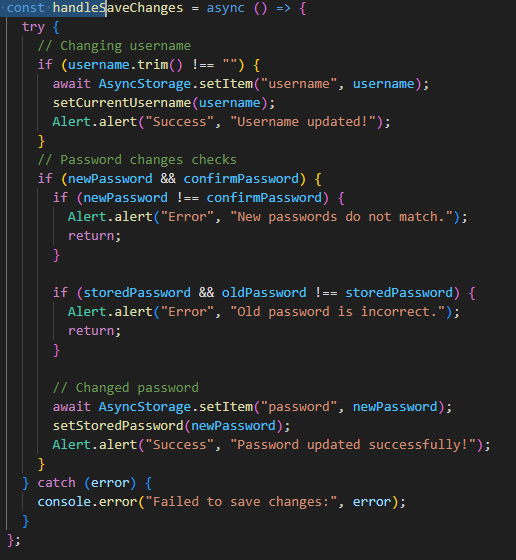 const handleSaveChanges = async () => {
  try {
    // Changing username
    if (username.trim() !== "") {
      await AsyncStorage.setItem("username", username);
      setCurrentUsername(username);
      Alert.alert("Success", "Username updated!");
    }
    // Password changes checks
    if (newPassword && confirmPassword) {
      if (newPassword !== confirmPassword) {
        Alert.alert("Error", "New passwords do not match.");
        return;
      }

      if (storedPassword && oldPassword !== storedPassword) {
        Alert.alert("Error", "Old password is incorrect.");
        return;
      }

      // Changed password
      await AsyncStorage.setItem("password", newPassword);
      setStoredPassword(newPassword);
      Alert.alert("Success", "Password updated successfully!");
    }
  } catch (error) {
    console.error("Failed to save changes:", error);
  }
};